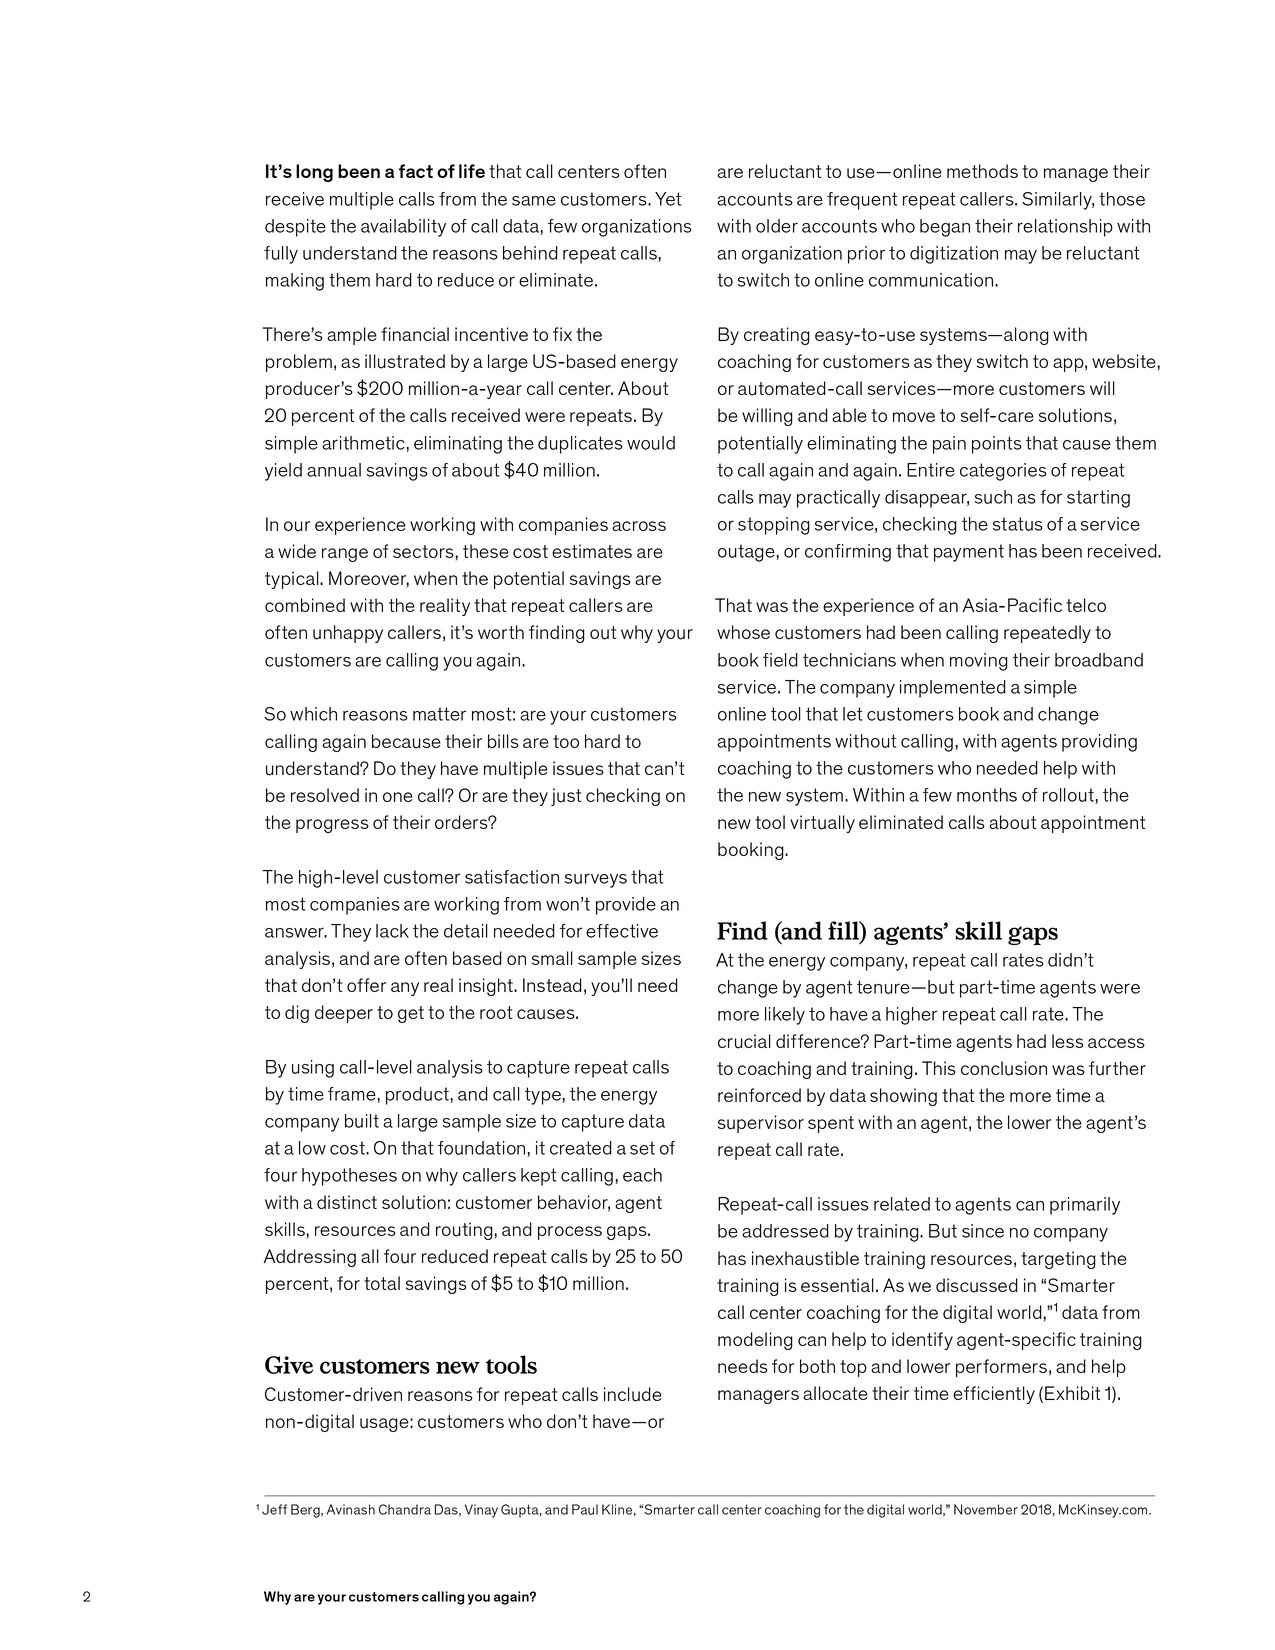 It’s long been a fact of life that call centers often
receive multiple calls from the same customers. Yet
despite the availability of call data, few organizations
fully understand the reasons behind repeat calls,
making them hard to reduce or eliminate.
There’s ample financial incentive to fix the
problem, as illustrated by a large US-based energy
producer’s $200 million-a-year call center. About
20 percent of the calls received were repeats. By
simple arithmetic, eliminating the duplicates would
yield annual savings of about $40 million.
In our experience working with companies across
a wide range of sectors, these cost estimates are
typical. Moreover, when the potential savings are
combined with the reality that repeat callers are
often unhappy callers, it’s worth finding out why your
customers are calling you again.
So which reasons matter most: are your customers
calling again because their bills are too hard to
understand? Do they have multiple issues that can’t
be resolved in one call? Or are they just checking on
the progress of their orders?
The high-level customer satisfaction surveys that
most companies are working from won’t provide an
answer. They lack the detail needed for effective
analysis, and are often based on small sample sizes
that don’t offer any real insight. Instead, you’ll need
to dig deeper to get to the root causes.
By using call-level analysis to capture repeat calls
by time frame, product, and call type, the energy
company built a large sample size to capture data
at a low cost. On that foundation, it created a set of
four hypotheses on why callers kept calling, each
with a distinct solution: customer behavior, agent
skills, resources and routing, and process gaps.
Addressing all four reduced repeat calls by 25 to 50
percent, for total savings of $5 to $10 million.
Give customers new tools
Customer-driven reasons for repeat calls include
non-digital usage: customers who don’t have—or
are reluctant to use—online methods to manage their
accounts are frequent repeat callers. Similarly, those
with older accounts who began their relationship with
an organization prior to digitization may be reluctant
to switch to online communication.
By creating easy-to-use systems—along with
coaching for customers as they switch to app, website,
or automated-call services—more customers will
be willing and able to move to self-care solutions,
potentially eliminating the pain points that cause them
to call again and again. Entire categories of repeat
calls may practically disappear, such as for starting
or stopping service, checking the status of a service
outage, or confirming that payment has been received.
That was the experience of an Asia-Pacific telco
whose customers had been calling repeatedly to
book field technicians when moving their broadband
service. The company implemented a simple
online tool that let customers book and change
appointments without calling, with agents providing
coaching to the customers who needed help with
the new system. Within a few months of rollout, the
new tool virtually eliminated calls about appointment
booking.
Find (and fill) agents’ skill gaps
At the energy company, repeat call rates didn’t
change by agent tenure—but part-time agents were
more likely to have a higher repeat call rate. The
crucial difference? Part-time agents had less access
to coaching and training. This conclusion was further
reinforced by data showing that the more time a
supervisor spent with an agent, the lower the agent’s
repeat call rate.
Repeat-call issues related to agents can primarily
be addressed by training. But since no company
has inexhaustible training resources, targeting the
training is essential. As we discussed in “Smarter
call center coaching for the digital world,”¹ data from
modeling can help to identify agent-specific training
needs for both top and lower performers, and help
managers allocate their time efficiently (Exhibit 1).
¹ Jeff Berg, Avinash Chandra Das, Vinay Gupta, and Paul Kline, “Smarter call center coaching for the digital world,” November 2018, McKinsey.com.
2
Why are your customers calling you again?